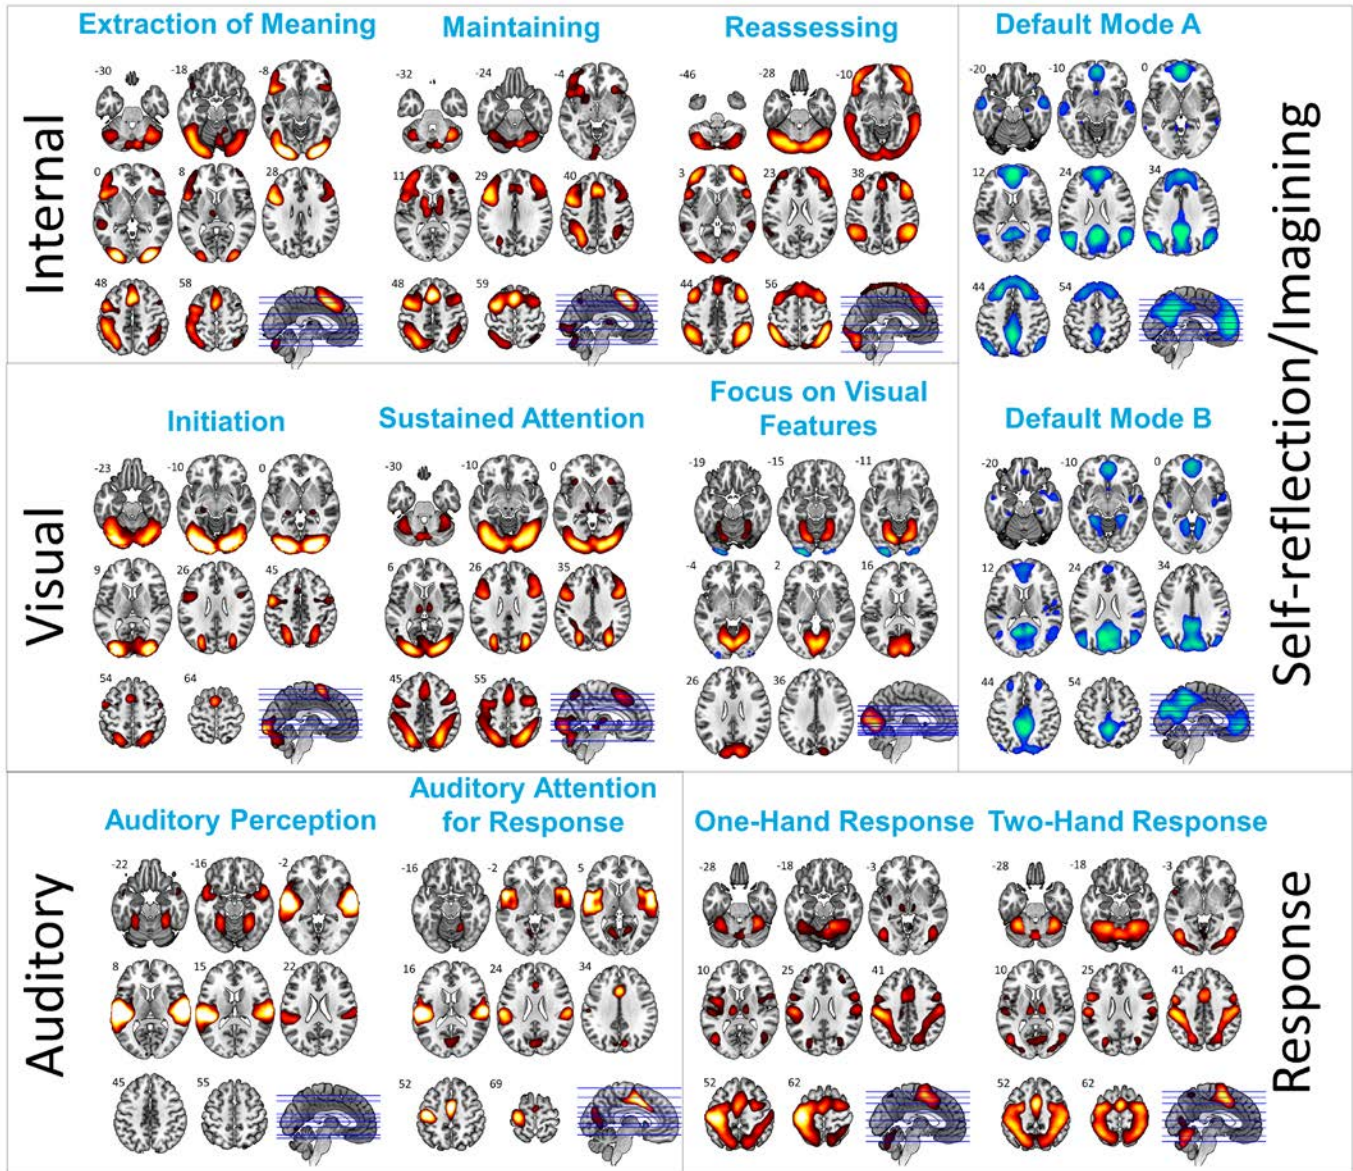 Extraction of Meaning
Maintaining
Reassessing
Default Mode A
Internal
-30 -18 -8
0 8 28
48 58
-32 -24 -4
11 29 40
48 59
-46 -28 -10
3 23 38
44 56
-20 -10 0
12 24 34
44 54
Self-reflection/Imagining
Initiation
Sustained Attention
Focus on Visual
Features
Default Mode B
Visual
-23 -10 0
9 26 45
54 64
-30 -10 0
6 26 35
45 55
-19 -15 -11
-4 2 16
26 36
-20 -10 0
12 24 34
44 54
Auditory Perception
Auditory Attention
for Response
One-Hand Response
Two-Hand Response
Auditory
-22 -16 -2
8 15 22
45 55
-16 -2 5
16 24 34
52 69
-28 -18 -3
10 25 41
52 62
-28 -18 -3
10 25 41
52 62
Response